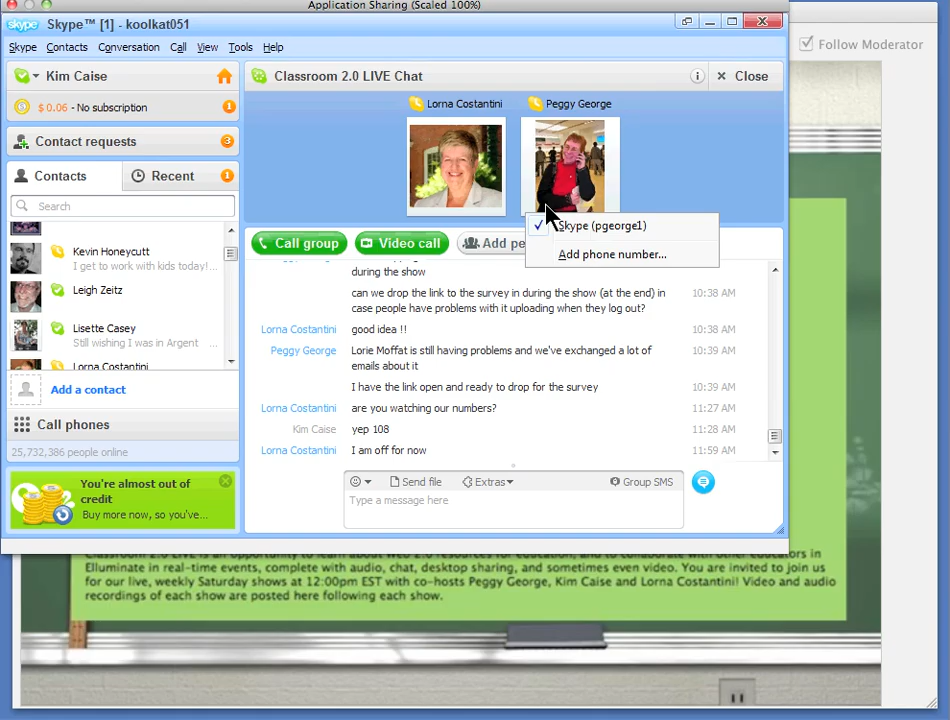 Application Sharing (Scaled 100%)
skype Skype™ [1] - koolkat051
Skype Contacts Conversation Call View Tools Help
Follow Moderator
Kim Caise
$ 0.06 - No subscription 1
Contact requests 3
Contacts Recent 1
Search
Kevin Honeycutt
I get to work with kids today!...
Leigh Zeitz
Lisette Casey
Still wishing I was in Argent ...
Lorna Costantini
Add a contact
Call phones
25,732,386 people online
You're almost out of
credit
Buy more now, so you've...
Classroom 2.0 LIVE Chat
Close
Lorna Costantini Peggy George
Skype (pgeorge1)
Add phone number...
Call group Video call Add pe
during the show
can we drop the link to the survey in during the show (at the end) in 10:38 AM
case people have problems with it uploading when they log out?
Lorna Costantini good idea !! 10:38 AM
Peggy George Lorie Moffat is still having problems and we've exchanged a lot of 10:39 AM
emails about it
I have the link open and ready to drop for the survey 10:39 AM
Lorna Costantini are you watching our numbers? 11:27 AM
Kim Caise yep 108 11:28 AM
Lorna Costantini I am off for now 11:59 AM
Send file Extras Group SMS
Type a message here
Classroom 2.0 LIVE is an opportunity to learn about Web 2.0 resources for education, and to collaborate with other educators in
Elluminate in real-time events, complete with audio, chat, desktop sharing, and sometimes even video. You are invited to join us
for our live, weekly Saturday shows at 12:00pm EST with co-hosts Peggy George, Kim Caise and Lorna Costantini! Video and audio
recordings of each show are posted here following each show.